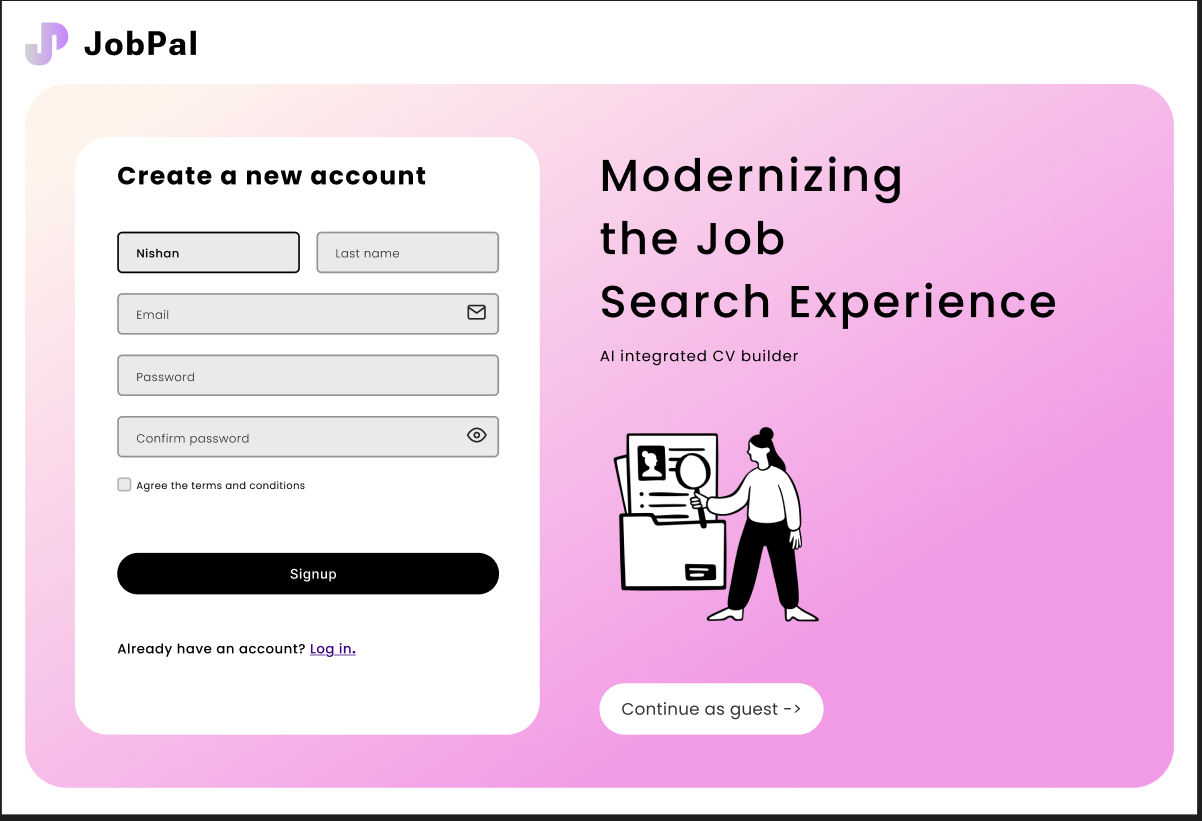 JobPal
Create a new account
Nishan
Last name
Email
Password
Confirm password
Agree the terms and conditions
Signup
Already have an account? Log in.
Modernizing
the Job
Search Experience
AI integrated CV builder
Continue as guest ->